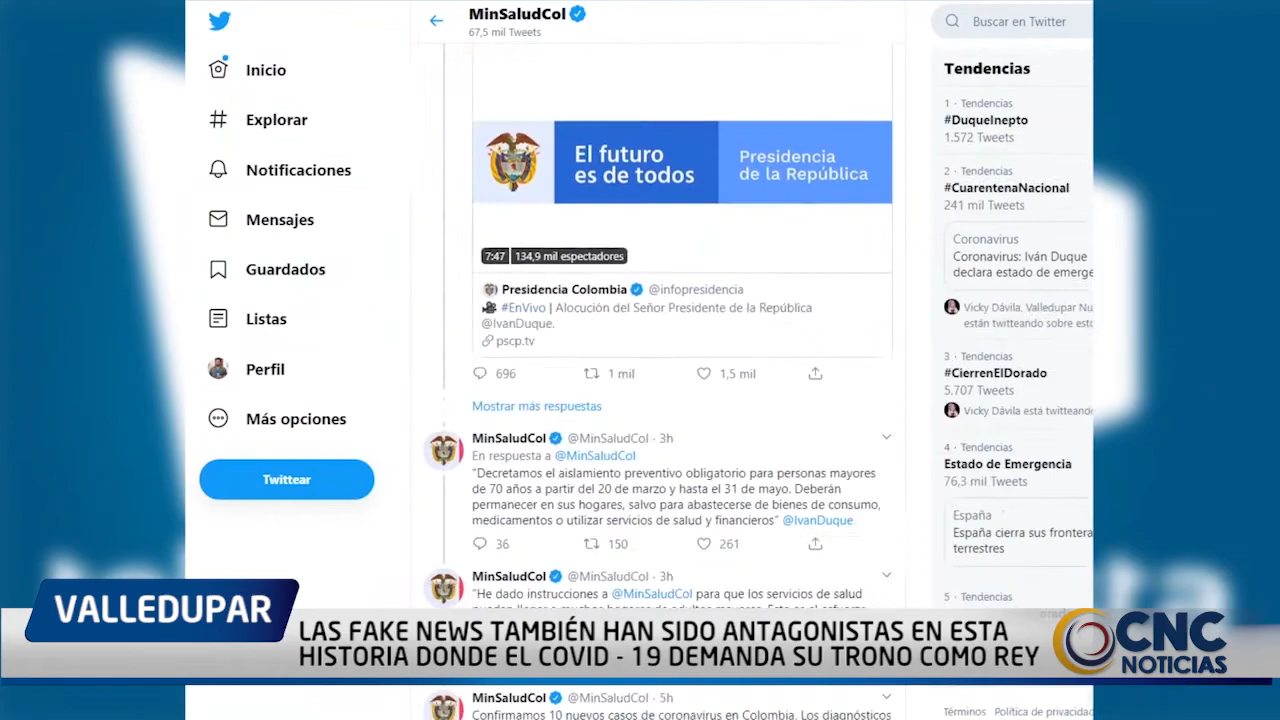 MinSaludCol
67,5 mil Tweets
Inicio
Explorar
Notificaciones
Mensajes
Guardados
Listas
Perfil
Más opciones
Twittear
El futuro
es de todos
Presidencia
de la República
7:47
134,9 mil espectadores
Presidencia Colombia @infopresidencia
#EnVivo | Alocución del Señor Presidente de la República
@IvanDuque.
pscp.tv
696
1 mil
1,5 mil
Mostrar más respuestas
MinSaludCol @MinSaludCol · 3h
En respuesta a @MinSaludCol
“Decretamos el aislamiento preventivo obligatorio para personas mayores
de 70 años a partir del 20 de marzo y hasta el 31 de mayo. Deberán
permanecer en sus hogares, salvo para abastecerse de bienes de consumo,
medicamentos o utilizar servicios de salud y financieros” @IvanDuque
36
150
261
MinSaludCol @MinSaludCol · 3h
“He dado instrucciones a @MinSaludCol para que los servicios de salud
MinSaludCol @MinSaludCol · 5h
Confirmamos 10 nuevos casos de coronavirus en Colombia. Los diagnósticos
Buscar en Twitter
Tendencias
1 · Tendencias
#DuqueInepto
1.572 Tweets
2 · Tendencias
#CuarentenaNacional
241 mil Tweets
Coronavirus
Coronavirus: Iván Duque
declara estado de emerge
Vicky Dávila, Valledupar Nu
están twitteando sobre esto
3 · Tendencias
#CierrenElDorado
5.707 Tweets
Vicky Dávila está twitteando
4 · Tendencias
Estado de Emergencia
76,3 mil Tweets
España
España cierra sus frontera
terrestres
5 · Tendencias
Términos Política de privacidad
VALLEDUPAR
LAS FAKE NEWS TAMBIÉN HAN SIDO ANTAGONISTAS EN ESTA
HISTORIA DONDE EL COVID - 19 DEMANDA SU TRONO COMO REY
CNC
NOTICIAS